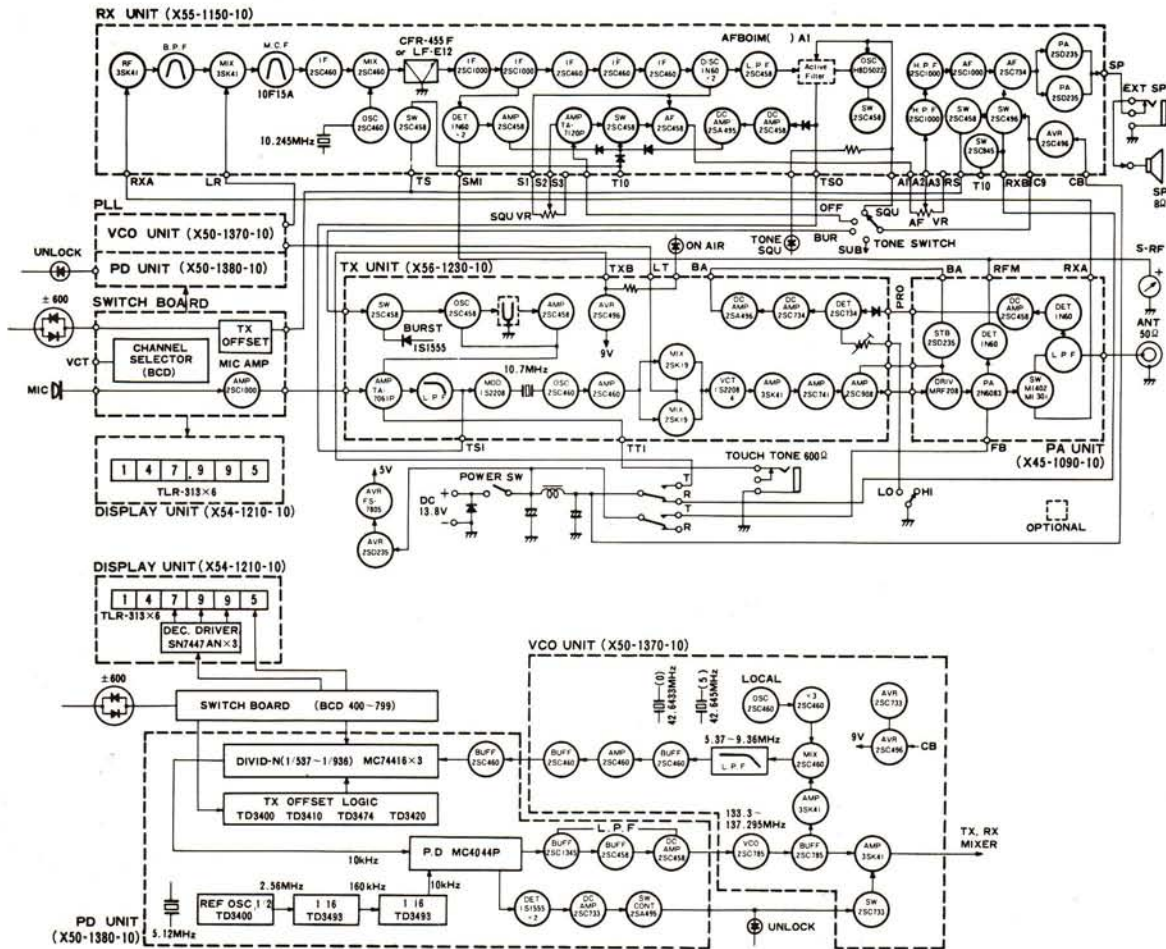 RX UNIT (X55-1150-10)
RF 3SK41
B.P.F
MIX 3SK41
M.C.F
10F15A
IF 2SC460
MIX 2SC460
CFR-455F
or LF-E12
IF 2SC1000
IF 2SC1000
IF 2SC460
IF 2SC460
IF 2SC460
DISC IN60 ×2
L.P.F 2SC458
AFBOIM( ) A1
Active Filter
OSC HBD5022
H.P.F 2SC1000
AF 2SC1000
AF 2SC734
PA 2SD235
PA 2SD235
SP
EXT SP
SP 8Ω
10.245MHz
OSC 2SC460
SW 2SC458
DET IN60 ×2
AMP 2SC458
AMP TA-7120P
SW 2SC458
AF 2SC458
DC AMP 2SA495
DC AMP 2SC458
SW 2SC458
H.P.F 2SC1000
SW 2SC458
SW 2SC496
SW 2SC945
AVR 2SC496
RXA LR TS SM1 S1 S2 S3 T10 TSO A1 A2 A3 RS T10 RXB C9 CB
PLL
VCO UNIT (X50-1370-10)
PD UNIT (X50-1380-10)
UNLOCK
SQU VR
OFF
BUR
SQU
SUB
TONE SWITCH
AF VR
ON AIR
TONE SQU
SWITCH BOARD
±600
VCT
CHANNEL SELECTOR (BCD)
TX OFFSET
MIC AMP
AMP 2SC1000
MIC
TX UNIT (X56-1230-10)
TXB LT BA
SW 2SC458
OSC 2SC458
AMP 2SC458
BURST
1S1555
AVR 2SC496
9V
DC AMP 2SA496
DC AMP 2SC734
DET 2SC734
PRO
BA RFM RXA
S-RF
ANT 50Ω
STB 2SD235
DC AMP 2SC458
DET IN60
DET IN60
L.P.F
AMP TA-7061P
L.P.F
MOD 1S2208
10.7MHz
OSC 2SC460
AMP 2SC460
MIX 2SK19
MIX 2SK19
VCT 1S2208 4
AMP 3SK41
AMP 2SC741
AMP 2SC908
DRIV MRF208
PA 2N6083
SW MI402 MI301
FB
PA UNIT
(X45-1090-10)
TS1
TT1
1 4 7 . 9 9 5
TLR-313×6
DISPLAY UNIT (X54-1210-10)
5V
AVR FS-7805
AVR 2SD235
POWER SW
DC 13.8V
TOUCH TONE 600Ω
T
R
T
R
LO
HI
OPTIONAL
DISPLAY UNIT (X54-1210-10)
1 4 7 9 9 5
TLR-313×6
DEC. DRIVER
SN7447AN×3
±600
SWITCH BOARD (BCD 400~799)
DIVID-N(1/537~1/936) MC74416×3
TX OFFSET LOGIC
TD3400 TD3410 TD3474 TD3420
10kHz
P.D MC4044P
10kHz
REF OSC, 1/2
TD3400
2.56MHz
1/16
TD3493
160kHz
1/16
TD3493
5.12MHz
PD UNIT
(X50-1380-10)
BUFF 2SC460
L.P.F
BUFF 2SC1345
BUFF 2SC458
DC AMP 2SC458
DET 1S1555 ×2
DC AMP 2SC733
SW CONT 2SA495
UNLOCK
VCO UNIT (X50-1370-10)
(0)
42.6433MHz
(5)
42.645MHz
LOCAL
OSC 2SC460
×3 2SC460
AVR 2SC733
AVR 2SC496
9V
CB
BUFF 2SC460
AMP 2SC460
BUFF 2SC460
5.37~9.36MHz
L.P.F
MIX 2SC460
AMP 3SK41
133.3~
137.295MHz
VCO 2SC785
BUFF 2SC785
AMP 3SK41
TX, RX
MIXER
SW 2SC733